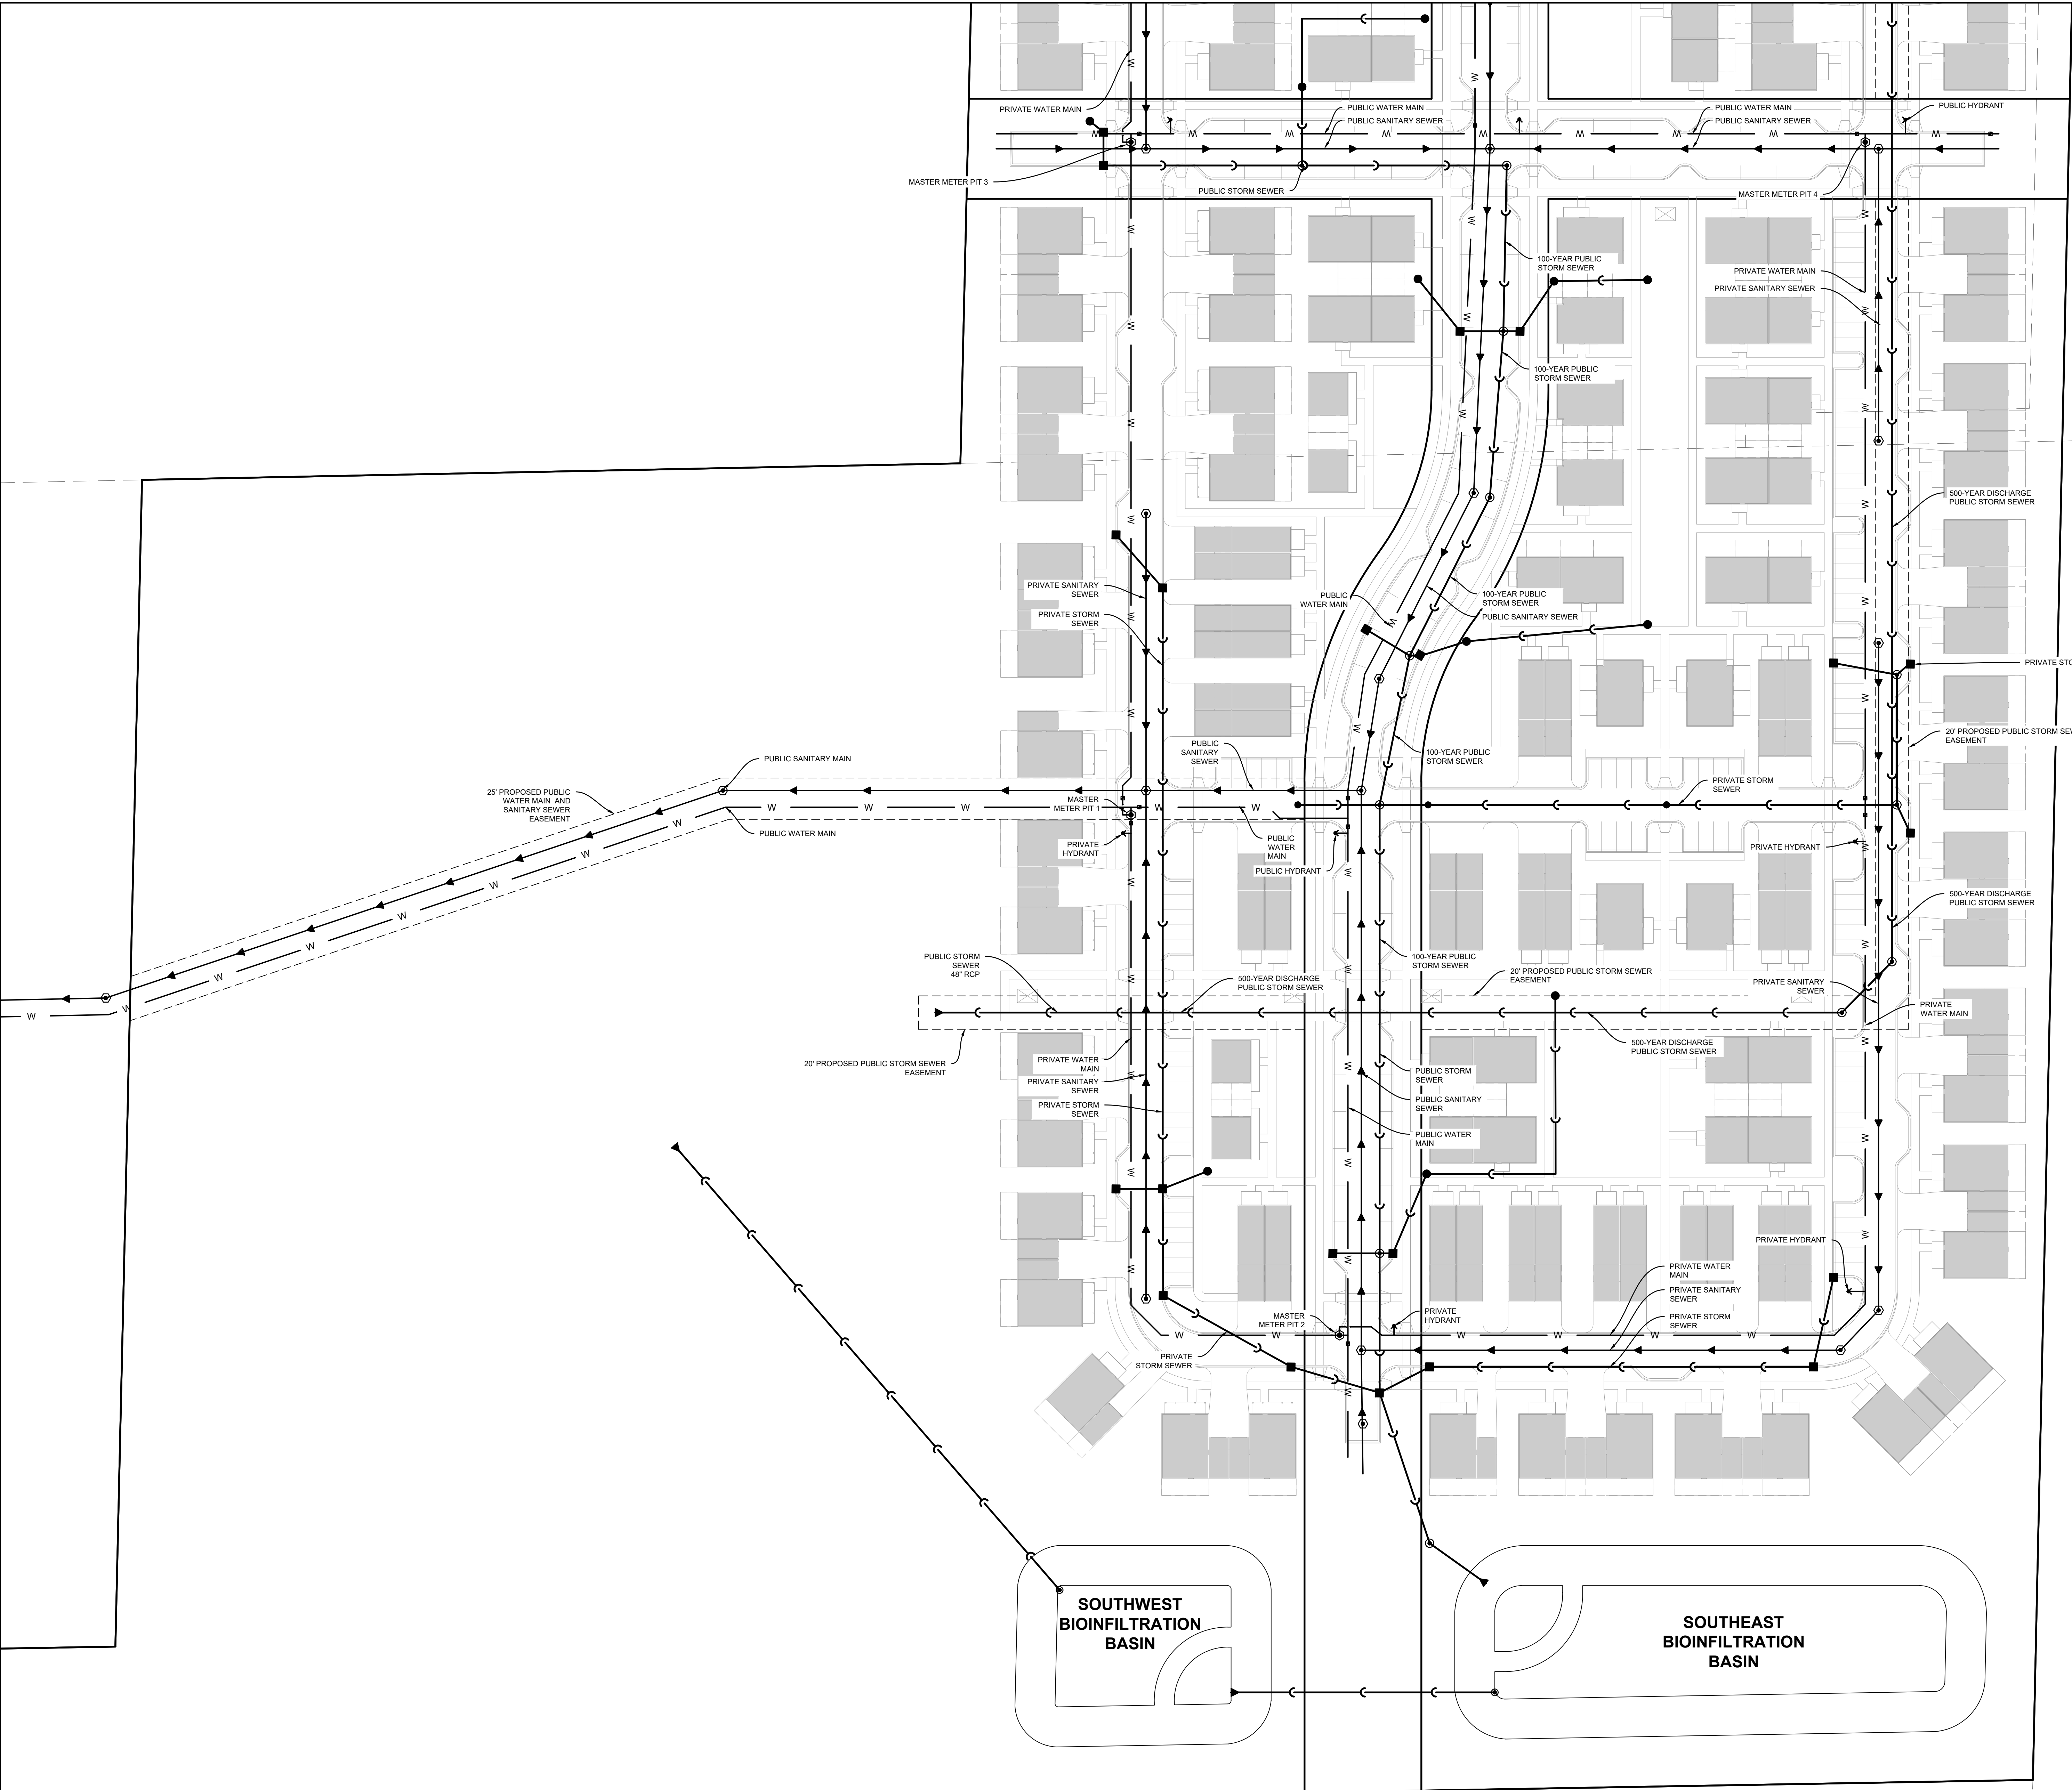 PRIVATE WATER MAIN
PUBLIC WATER MAIN
PUBLIC SANITARY SEWER
PUBLIC WATER MAIN
PUBLIC SANITARY SEWER
PUBLIC HYDRANT
MASTER METER PIT 3
PUBLIC STORM SEWER
MASTER METER PIT 4
100-YEAR PUBLIC
STORM SEWER
PRIVATE WATER MAIN
PRIVATE SANITARY SEWER
100-YEAR PUBLIC
STORM SEWER
500-YEAR DISCHARGE
PUBLIC STORM SEWER
PRIVATE SANITARY
SEWER
PRIVATE STORM
SEWER
PUBLIC
WATER MAIN
100-YEAR PUBLIC
STORM SEWER
PUBLIC SANITARY SEWER
PRIVATE
20' PROPOSED PUBLIC STORM
EASEMENT
PUBLIC
SANITARY
SEWER
100-YEAR PUBLIC
STORM SEWER
PUBLIC SANITARY MAIN
PRIVATE STORM
SEWER
25' PROPOSED PUBLIC
WATER MAIN AND
SANITARY SEWER
EASEMENT
MASTER
METER PIT 1
PUBLIC WATER MAIN
PRIVATE
HYDRANT
PUBLIC
WATER
MAIN
PUBLIC HYDRANT
PRIVATE HYDRANT
500-YEAR DISCHARGE
PUBLIC STORM SEWER
PUBLIC STORM
SEWER
48" RCP
500-YEAR DISCHARGE
PUBLIC STORM SEWER
100-YEAR PUBLIC
STORM SEWER
20' PROPOSED PUBLIC STORM SEWER
EASEMENT
PRIVATE SANITARY
SEWER
PRIVATE
WATER MAIN
20' PROPOSED PUBLIC STORM SEWER
EASEMENT
PRIVATE WATER
MAIN
PRIVATE SANITARY
SEWER
PRIVATE STORM
SEWER
500-YEAR DISCHARGE
PUBLIC STORM SEWER
PUBLIC STORM
SEWER
PUBLIC SANITARY
SEWER
PUBLIC WATER
MAIN
PRIVATE HYDRANT
PRIVATE WATER
MAIN
PRIVATE SANITARY
SEWER
PRIVATE STORM
SEWER
MASTER
METER PIT 2
PRIVATE
HYDRANT
PRIVATE
STORM SEWER
SOUTHWEST
BIOINFILTRATION
BASIN
SOUTHEAST
BIOINFILTRATION
BASIN